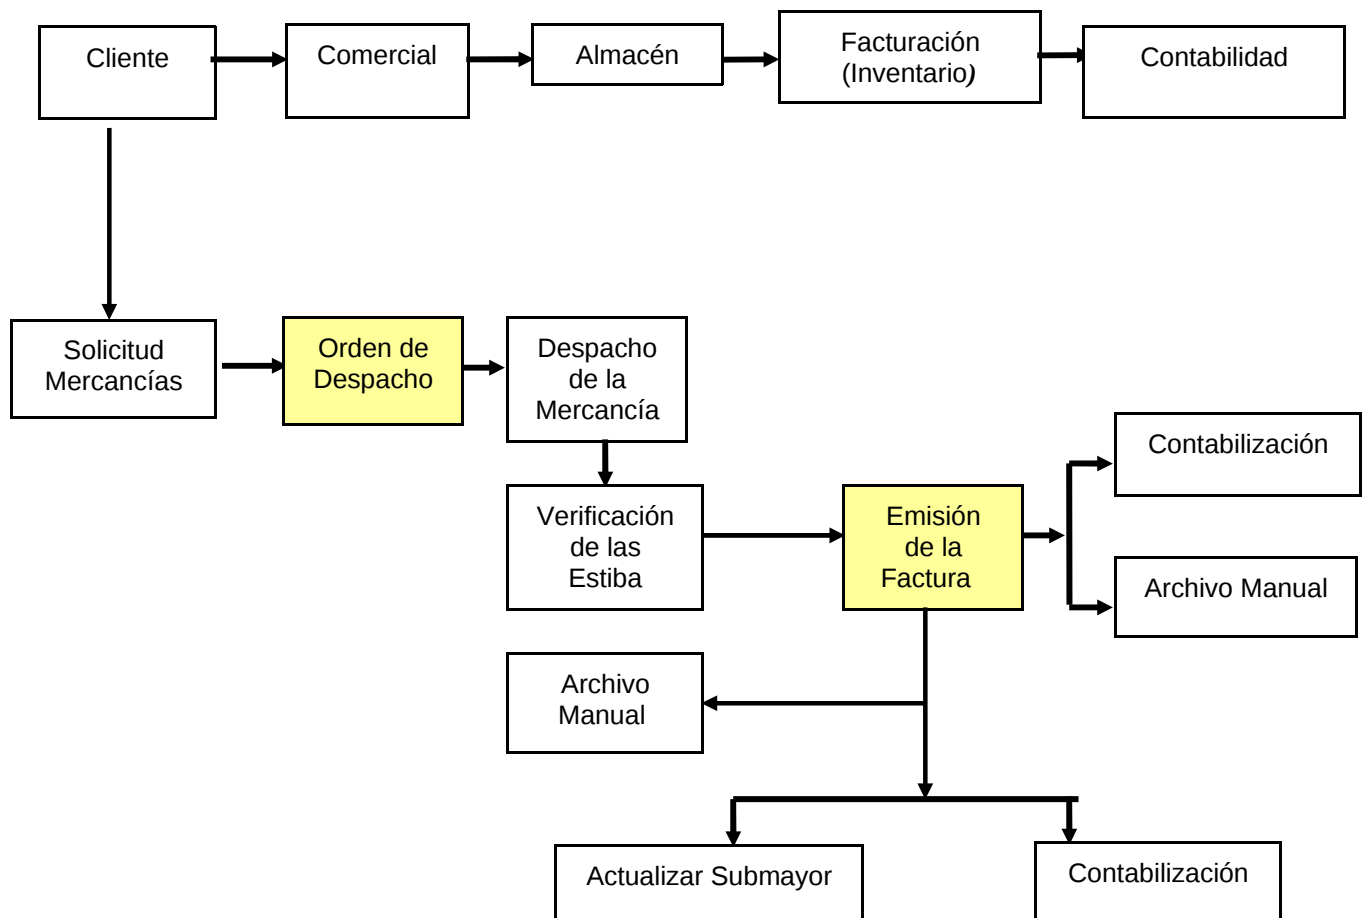 Cliente
Comercial
Almacén
Facturación
(Inventario)
Contabilidad
Solicitud
Mercancías
Orden de
Despacho
Despacho
de la
Mercancía
Contabilización
Verificación
de las
Estiba
Emisión
de la
Factura
Archivo Manual
Archivo
Manual
Actualizar Submayor
Contabilización